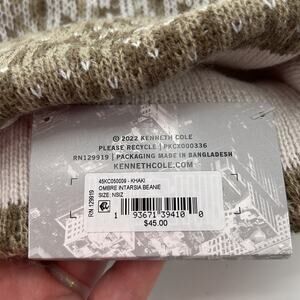 © 2022 KENNETH COLE
PLEASE RECYCLE | PKCX000336
RN129919 | PACKAGING MADE IN BANGLADESH
KENNETHCOLE.COM
45KC050009 - KHAKI
OMBRE INTARSIA BEANIE
SIZE: NSIZ
RN 129919
1 93671 39410 0
$45.00